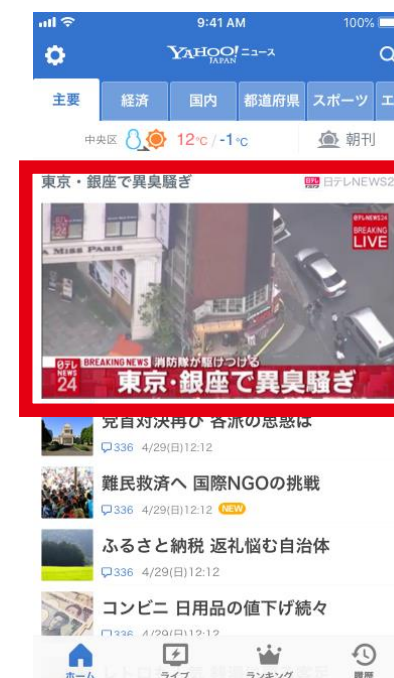 9:41 AM
100%
YAHOO! ニュース
JAPAN
主要
経済
国内
都道府県
スポーツ
エ
中央区
12℃/-1℃
朝刊
東京・銀座で異臭騒ぎ
日テレNEWS2
A MISS PARIS
日テレNEWS24
BREAKING
LIVE
日テレ
NEWS
24
BREAKING NEWS 消防隊が駆けつける
東京・銀座で異臭騒ぎ
党首対決再び 各派の思惑は
336 4/29(日)12:12
難民救済へ 国際NGOの挑戦
336 4/29(日)12:12 NEW
ふるさと納税 返礼悩む自治体
336 4/29(日)12:12
コンビニ 日用品の値下げ続々
336 4/29(日)12:12
ホーム
ライブ
ランキング
履歴